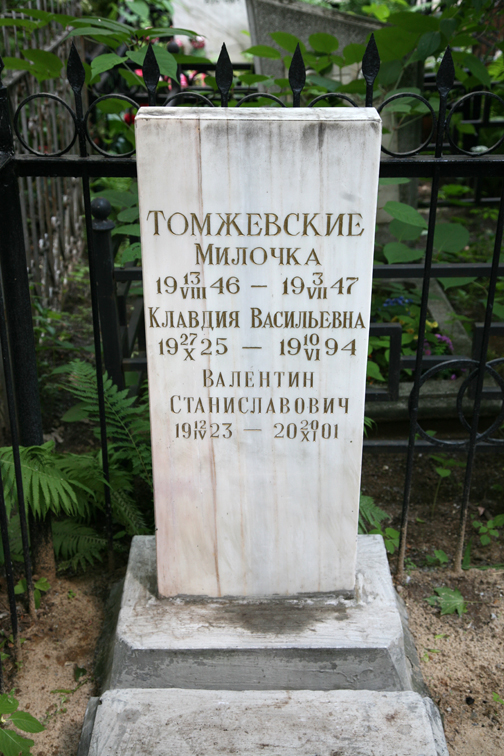 ТОМЖЕВСКИЕ
МИЛОЧКА
19 13/VIII 46 – 19 3/VII 47
КЛАВДИЯ ВАСИЛЬЕВНА
19 27/X 25 – 19 10/VI 94
ВАЛЕНТИН
СТАНИСЛАВОВИЧ
19 12/IV 23 – 20 20/XI 01